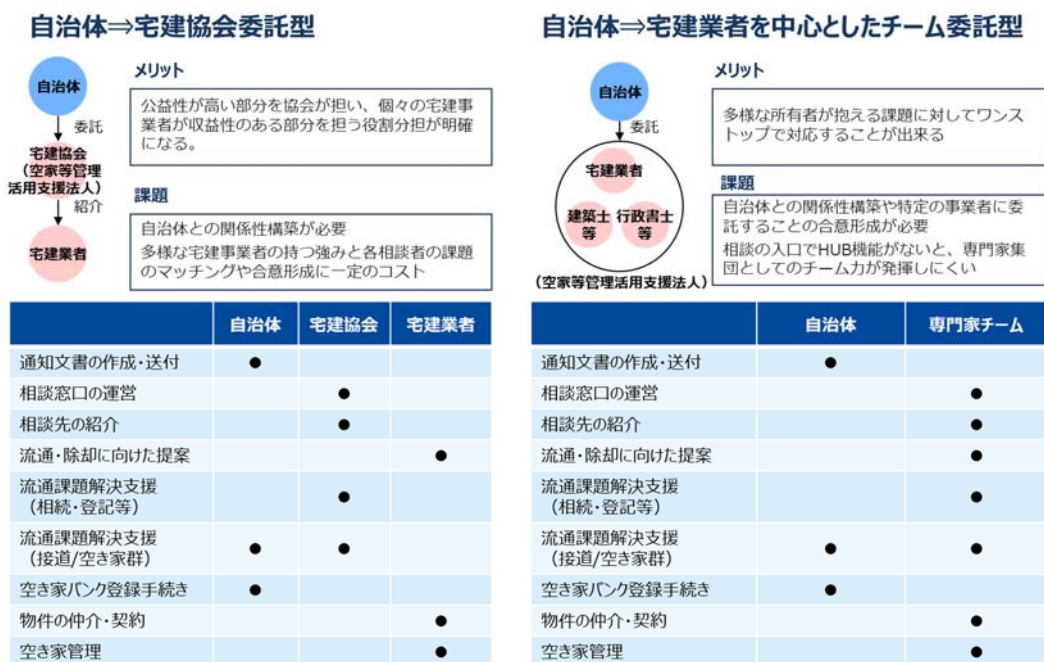 自治体⇒宅建協会委託型
自治体
委託
宅建協会
(空家等管理
活用支援法人)
紹介
宅建業者
メリット
公益性が高い部分を協会が担い、個々の宅建事
業者が収益性のある部分を担う役割分担が明確
になる。
課題
自治体との関係性構築が必要
多様な宅建事業者の持つ強みと各相談者の課題
のマッチングや合意形成に一定のコスト
自治体 宅建協会 宅建業者
通知文書の作成・送付 ●
相談窓口の運営 ●
相談先の紹介 ●
流通・除却に向けた提案 ●
流通課題解決支援
(相続・登記等) ●
流通課題解決支援
(接道/空き家群) ● ●
空き家バンク登録手続き ●
物件の仲介・契約 ●
空き家管理 ●
自治体⇒宅建業者を中心としたチーム委託型
自治体
委託
宅建業者
建築士 行政書士
等 等
(空家等管理活用支援法人)
メリット
多様な所有者が抱える課題に対してワンス
トップで対応することが出来る
課題
自治体との関係性構築や特定の事業者に委
託することの合意形成が必要
相談の入口でHUB機能がないと、専門家集
団としてのチーム力が発揮しにくい
自治体 専門家チーム
通知文書の作成・送付 ●
相談窓口の運営 ●
相談先の紹介 ●
流通・除却に向けた提案 ●
流通課題解決支援
(相続・登記等) ●
流通課題解決支援
(接道/空き家群) ● ●
空き家バンク登録手続き ●
物件の仲介・契約 ●
空き家管理 ●